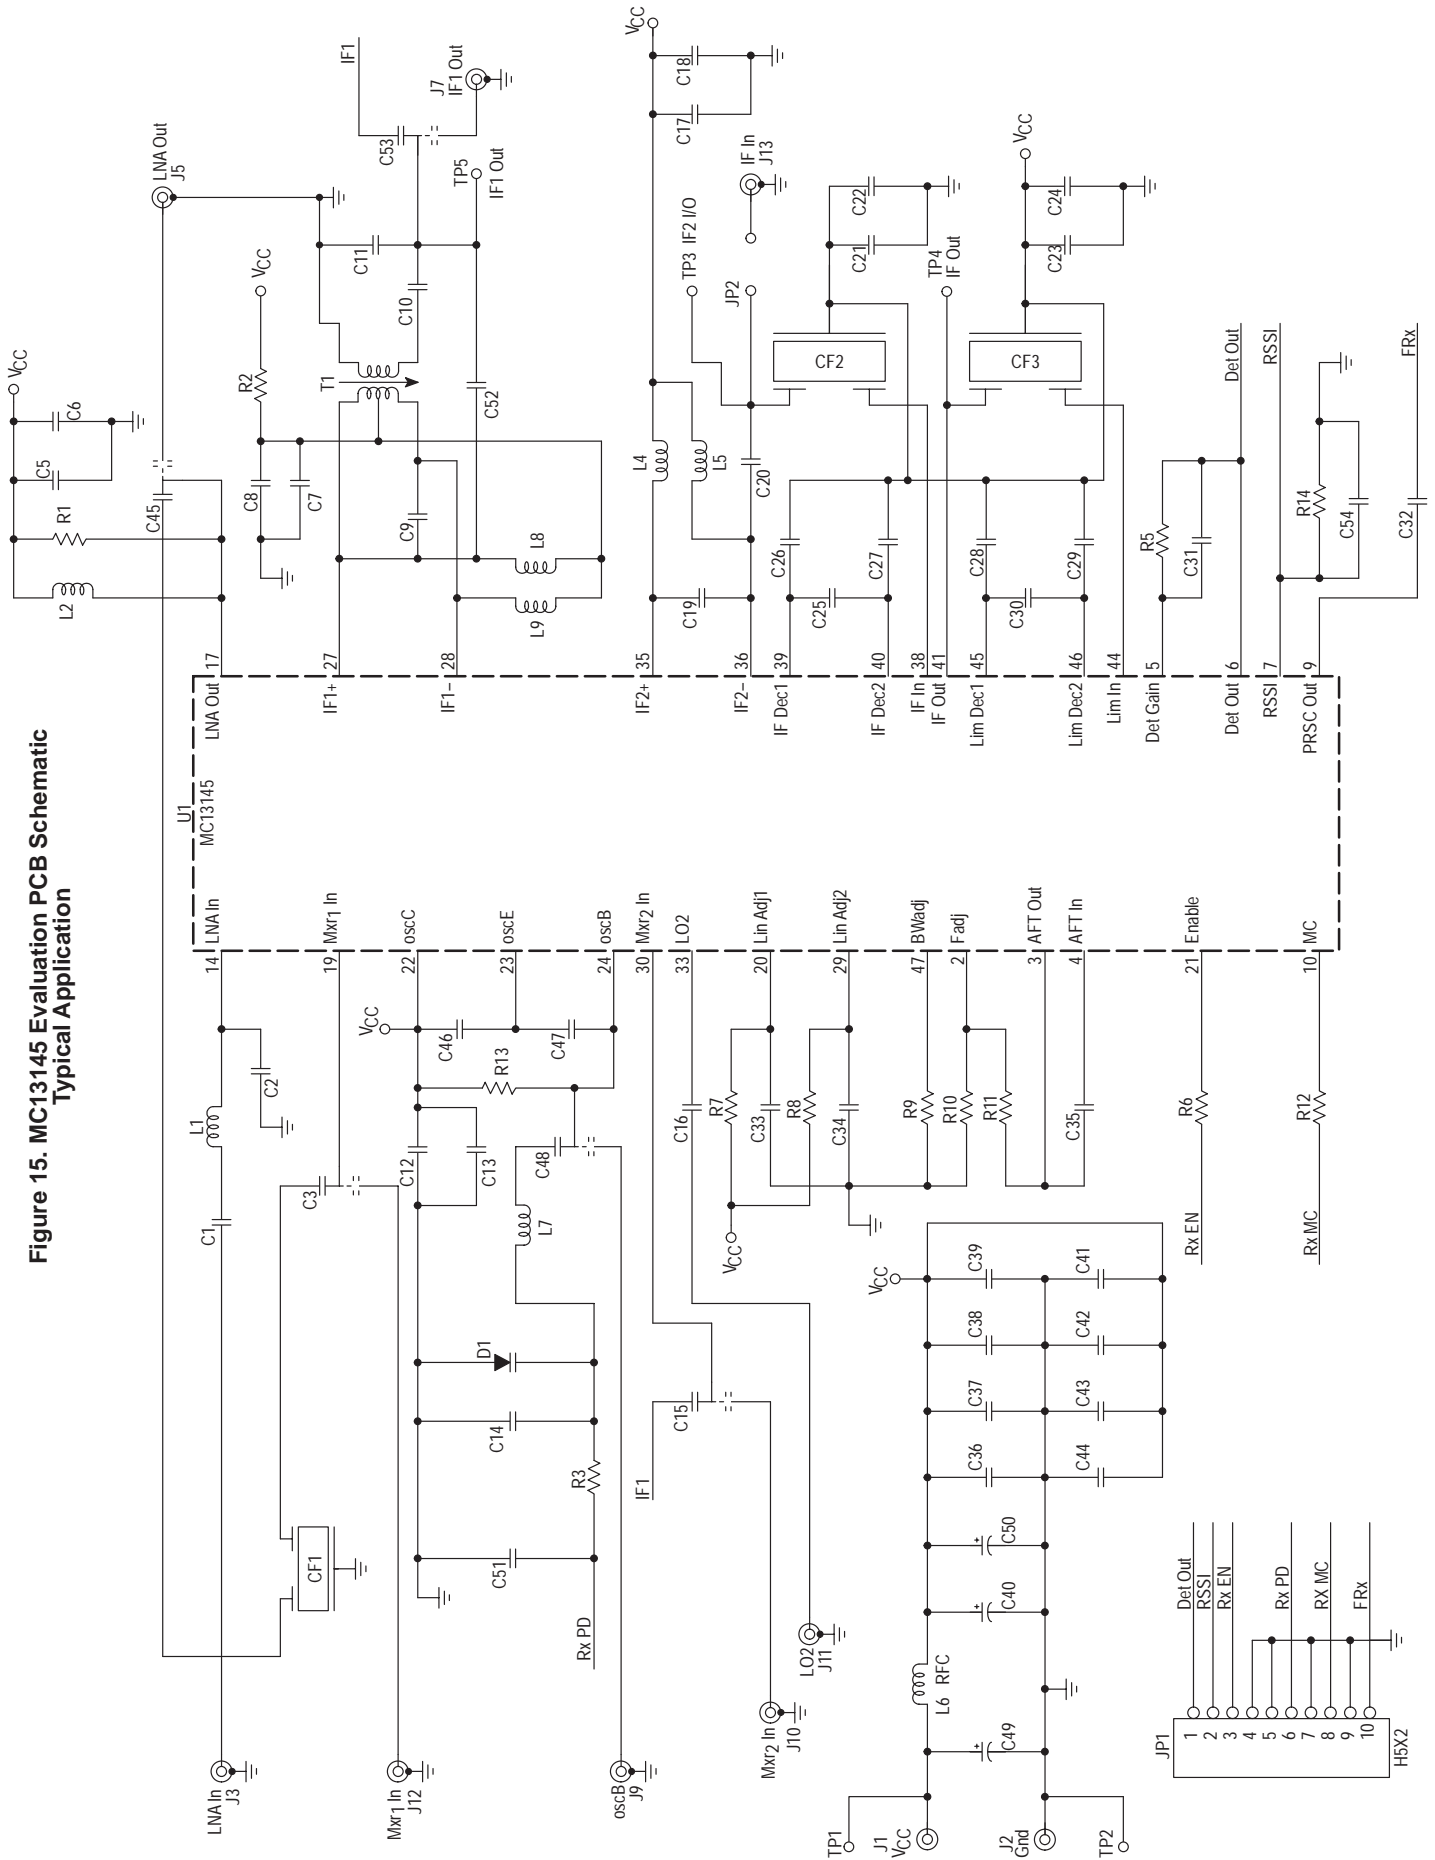 Figure 15. MC13145 Evaluation PCB Schematic
Typical Application
U1
MC13145
LNA In
14
Mxr1 In
19
oscC
22
oscE
23
oscB
24
Mxr2 In
30
LO2
33
Lin Adj1
20
Lin Adj2
29
BWadj
47
Fadj
2
AFT Out
3
AFT In
4
Enable
21
MC
10
LNA Out
17
IF1+
27
IF1–
28
IF2+
35
IF2–
36
IF Dec1
39
IF Dec2
40
IF In
38
IF Out
41
Lim Dec1
45
Lim Dec2
46
Lim In
44
Det Gain
5
Det Out
6
RSSI
7
PRSC Out
9
LNA In
J3
C1
L1
C2
CF1
C3
Mxr1 In
J12
VCC
C46
C47
R13
C12
C13
C48
L7
D1
C14
R3
C51
Rx PD
oscB
J9
IF1
C15
Mxr2 In
J10
C16
LO2
J11
R7
C33
R8
C34
VCC
R9
R10
R11
C35
R6
Rx EN
R12
Rx MC
VCC
C39
C38
C37
C36
C41
C42
C43
C44
C50
C40
L6 RFC
C49
TP1
J1
VCC
J2
Gnd
TP2
JP1
1
2
3
4
5
6
7
8
9
10
H5X2
Det Out
RSSI
Rx EN
Rx PD
RX MC
FRx
VCC
C6
C5
R1
L2
C45
LNA Out
J5
VCC
R2
C8
C7
T1
C11
C10
C9
C52
L8
L9
IF1
C53
J7
IF1 Out
TP5
IF1 Out
VCC
C18
C17
L4
L5
C19
C20
TP3 IF2 I/O
JP2
IF In
J13
CF2
C22
C21
C26
C25
C27
TP4
IF Out
CF3
VCC
C24
C23
C28
C30
C29
R5
C31
Det Out
RSSI
R14
C54
C32
FRx